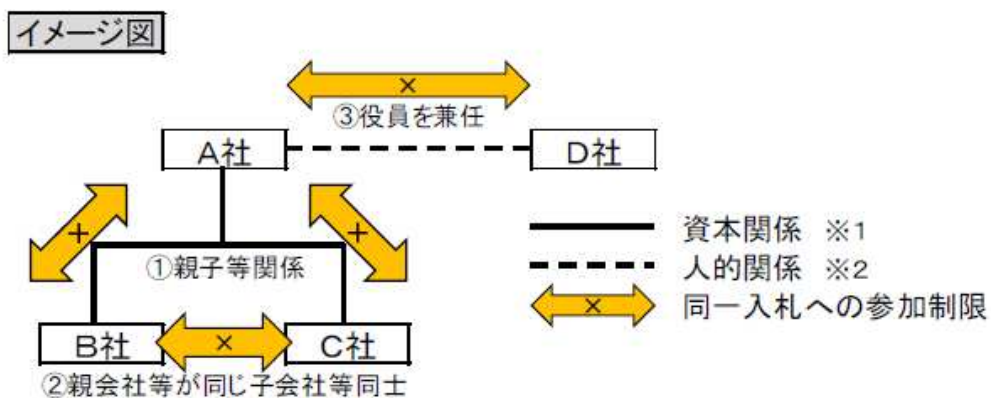 イメージ図
×
③役員を兼任
A社
D社
+
+
①親子等関係
B社
×
C社
②親会社等が同じ子会社等同士
資本関係 ※1
人的関係 ※2
×
同一入札への参加制限